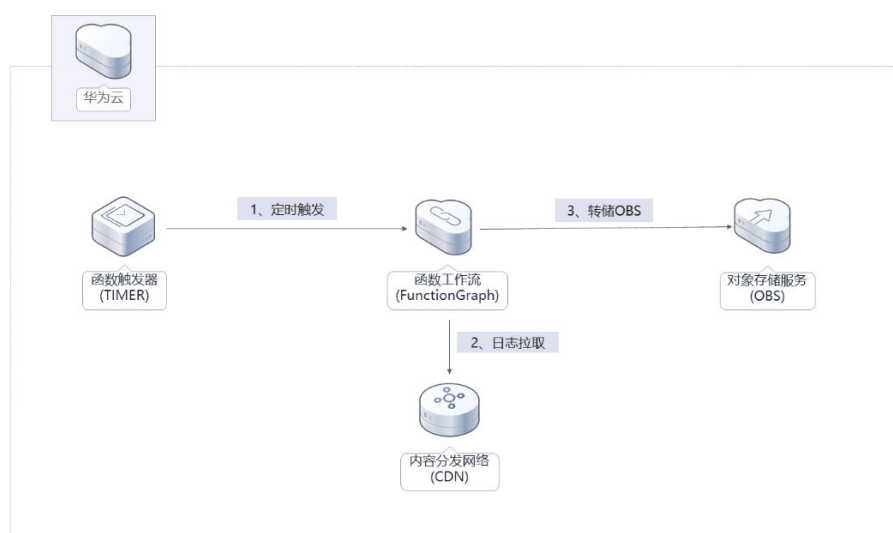 华为云
1、定时触发
3、转储OBS
函数触发器
(TIMER)
函数工作流
(FunctionGraph)
对象存储服务
(OBS)
2、日志拉取
内容分发网络
(CDN)